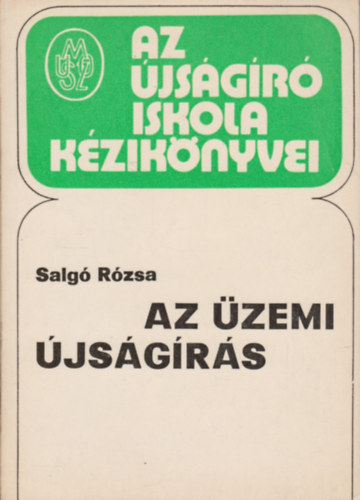 AZ
ÚJSÁGÍRÓ
ISKOLA
KÉZIKÖNYVEI
Salgó Rózsa
AZ ÜZEMI
ÚJSÁGÍRÁS